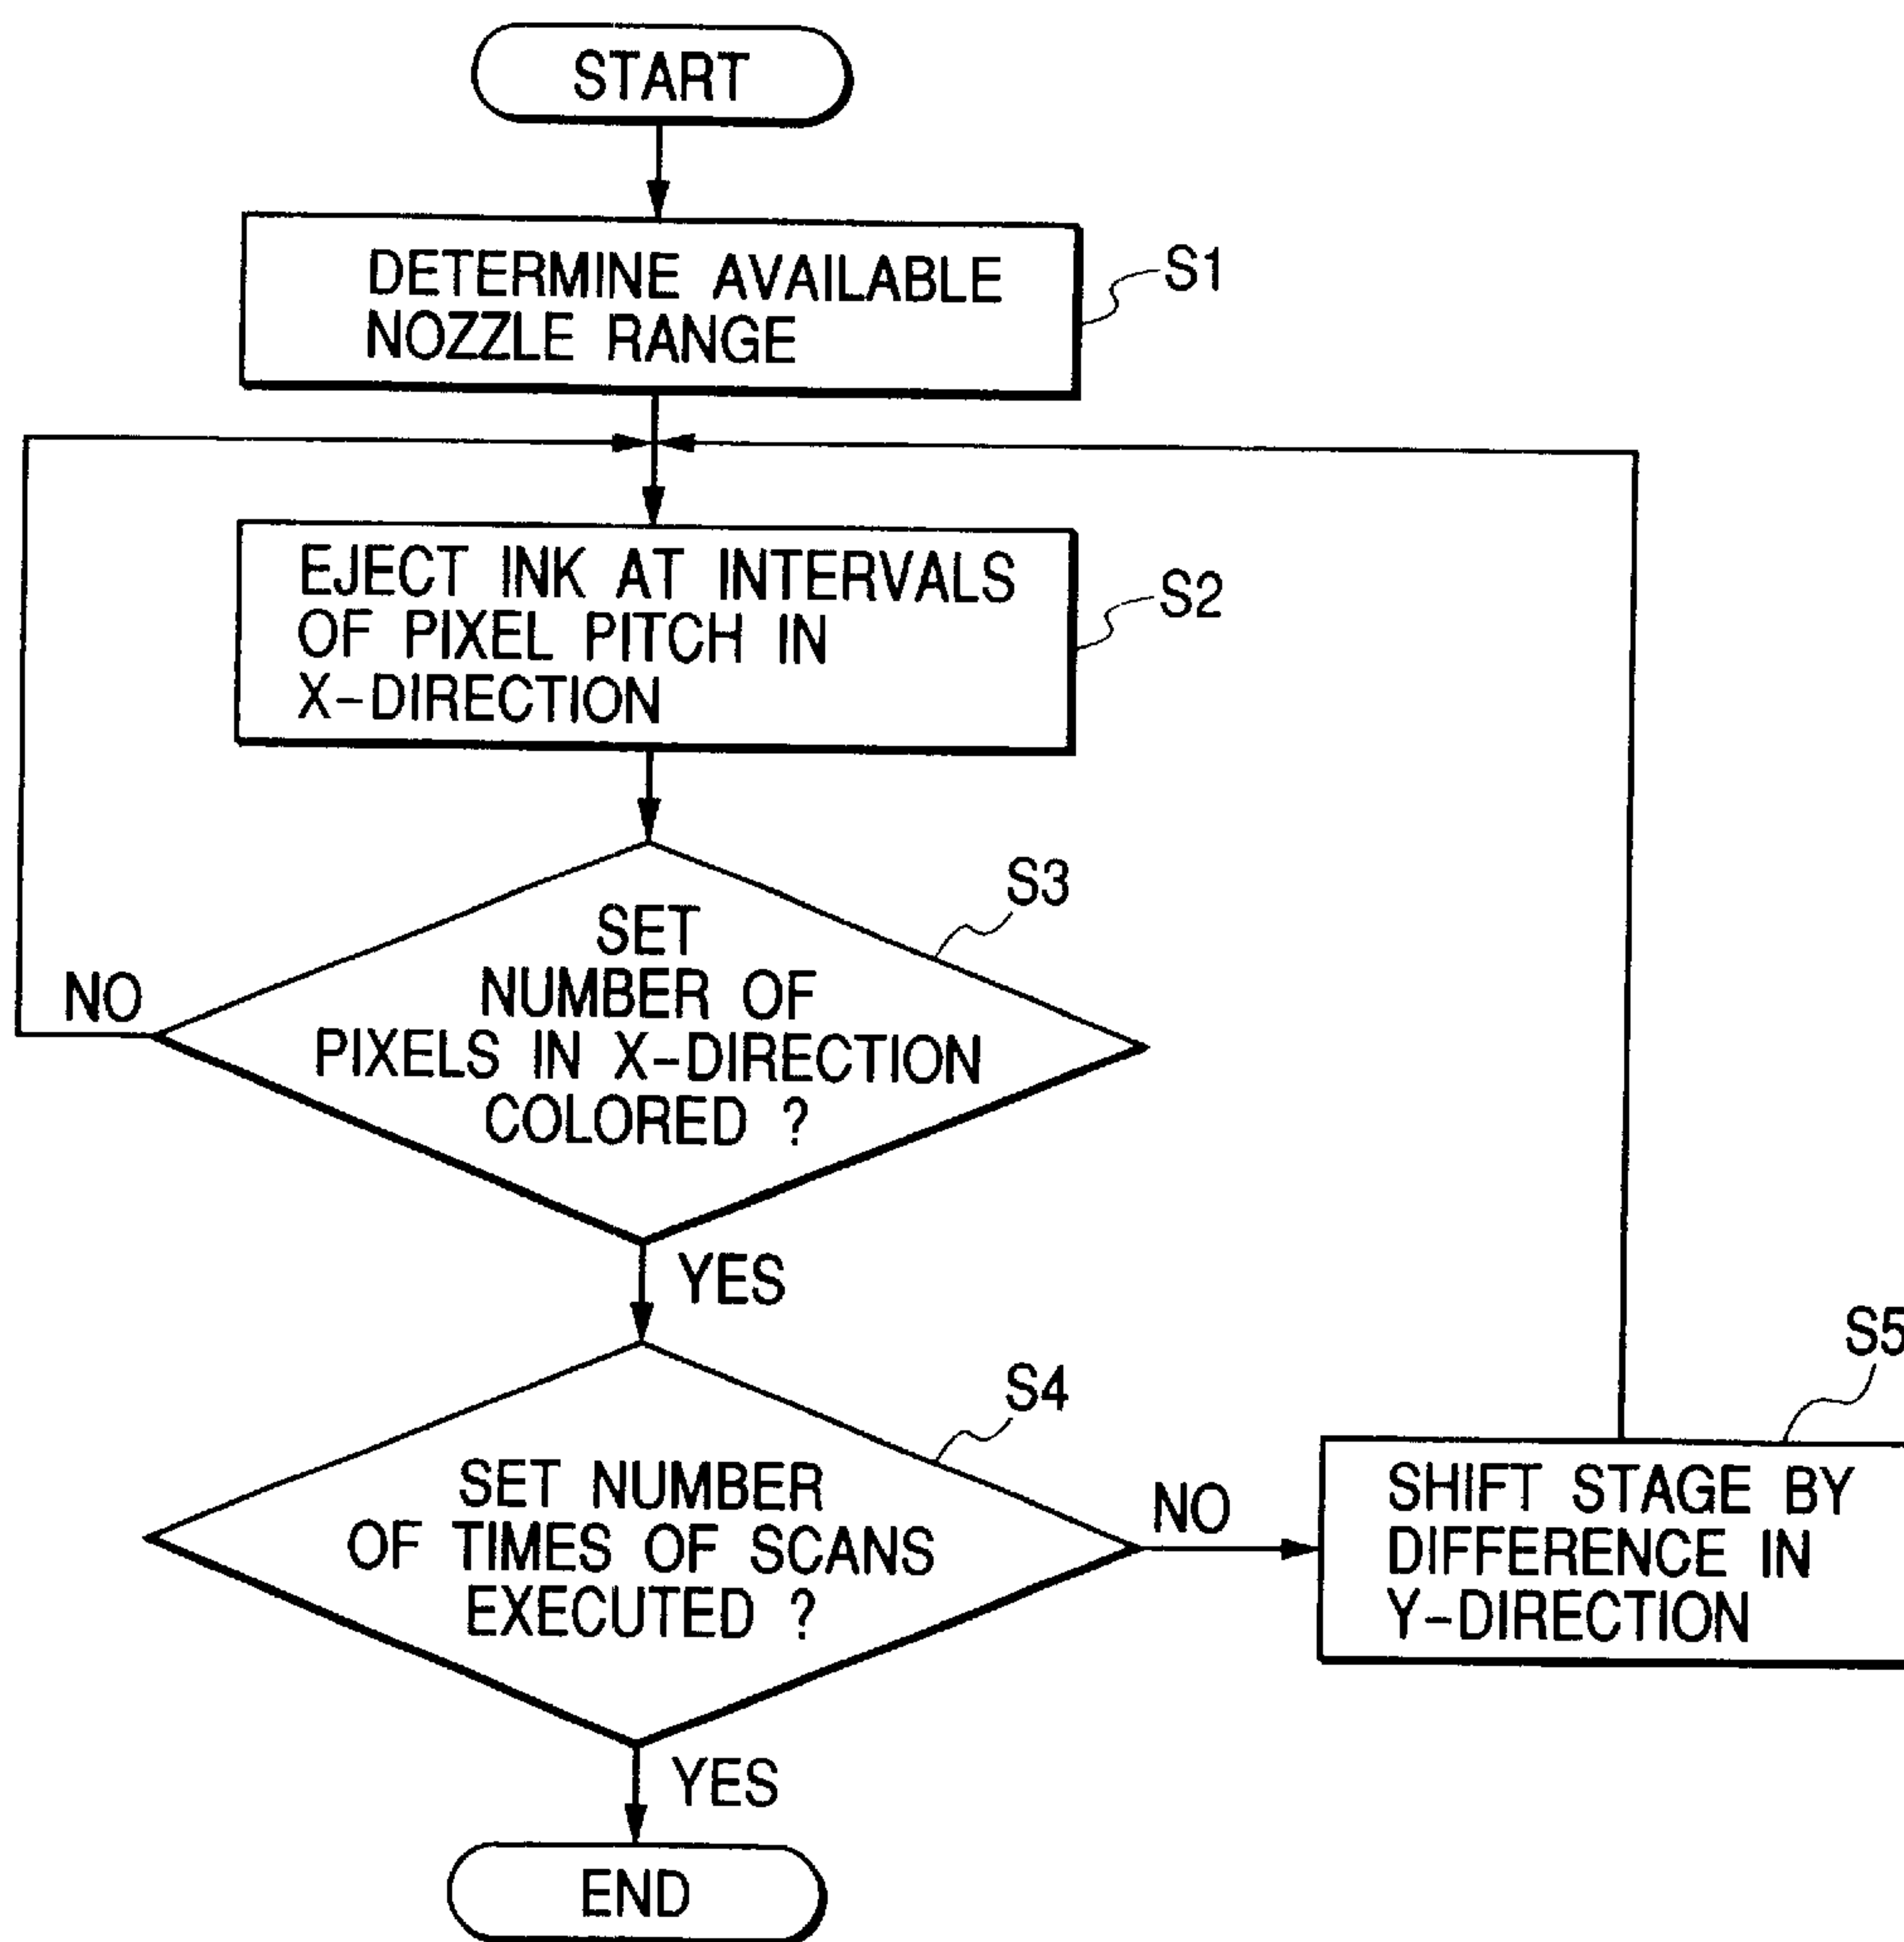 START
DETERMINE AVAILABLE
NOZZLE RANGE
S1
EJECT INK AT INTERVALS
OF PIXEL PITCH IN
X-DIRECTION
S2
SET
NUMBER OF
PIXELS IN X-DIRECTION
COLORED ?
S3
NO
YES
SET NUMBER
OF TIMES OF SCANS
EXECUTED ?
S4
NO
SHIFT STAGE BY
DIFFERENCE IN
Y-DIRECTION
S5
YES
END